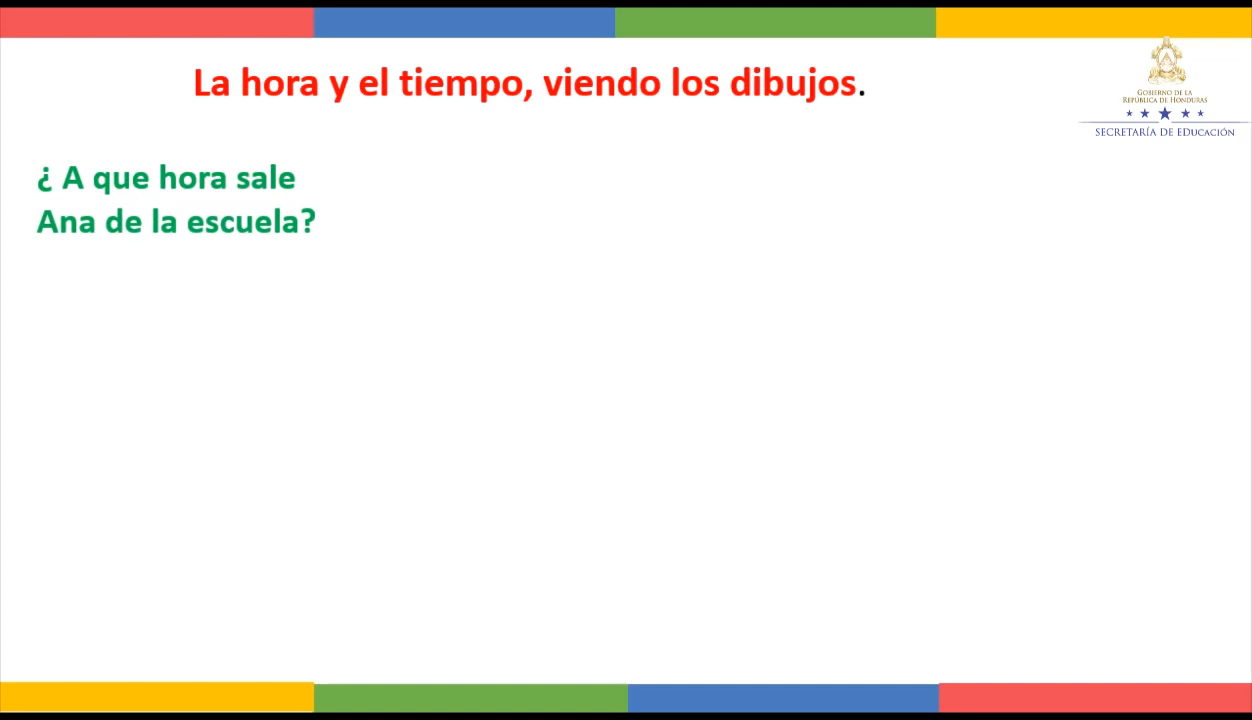 La hora y el tiempo, viendo los dibujos.
GOBIERNO DE LA
REPÚBLICA DE HONDURAS
SECRETARÍA DE EDUCACIÓN
¿ A que hora sale
Ana de la escuela?